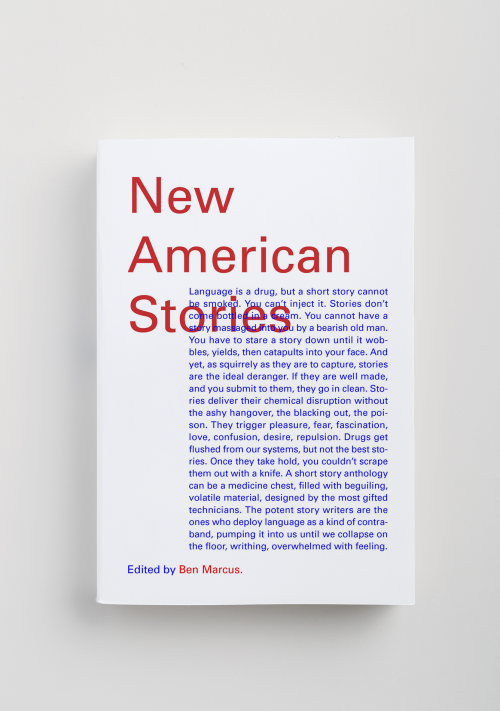 New
American
Stories
Language is a drug, but a short story cannot
be smoked. You can't inject it. Stories don't
come bottled in a cream. You cannot have a
story massaged into you by a bearish old man.
You have to stare a story down until it wob-
bles, yields, then catapults into your face. And
yet, as squirrely as they are to capture, stories
are the ideal deranger. If they are well made,
and you submit to them, they go in clean. Sto-
ries deliver their chemical disruption without
the ashy hangover, the blacking out, the poi-
son. They trigger pleasure, fear, fascination,
love, confusion, desire, repulsion. Drugs get
flushed from our systems, but not the best sto-
ries. Once they take hold, you couldn't scrape
them out with a knife. A short story anthology
can be a medicine chest, filled with beguiling,
volatile material, designed by the most gifted
technicians. The potent story writers are the
ones who deploy language as a kind of contra-
band, pumping it into us until we collapse on
the floor, writhing, overwhelmed with feeling.
Edited by Ben Marcus.